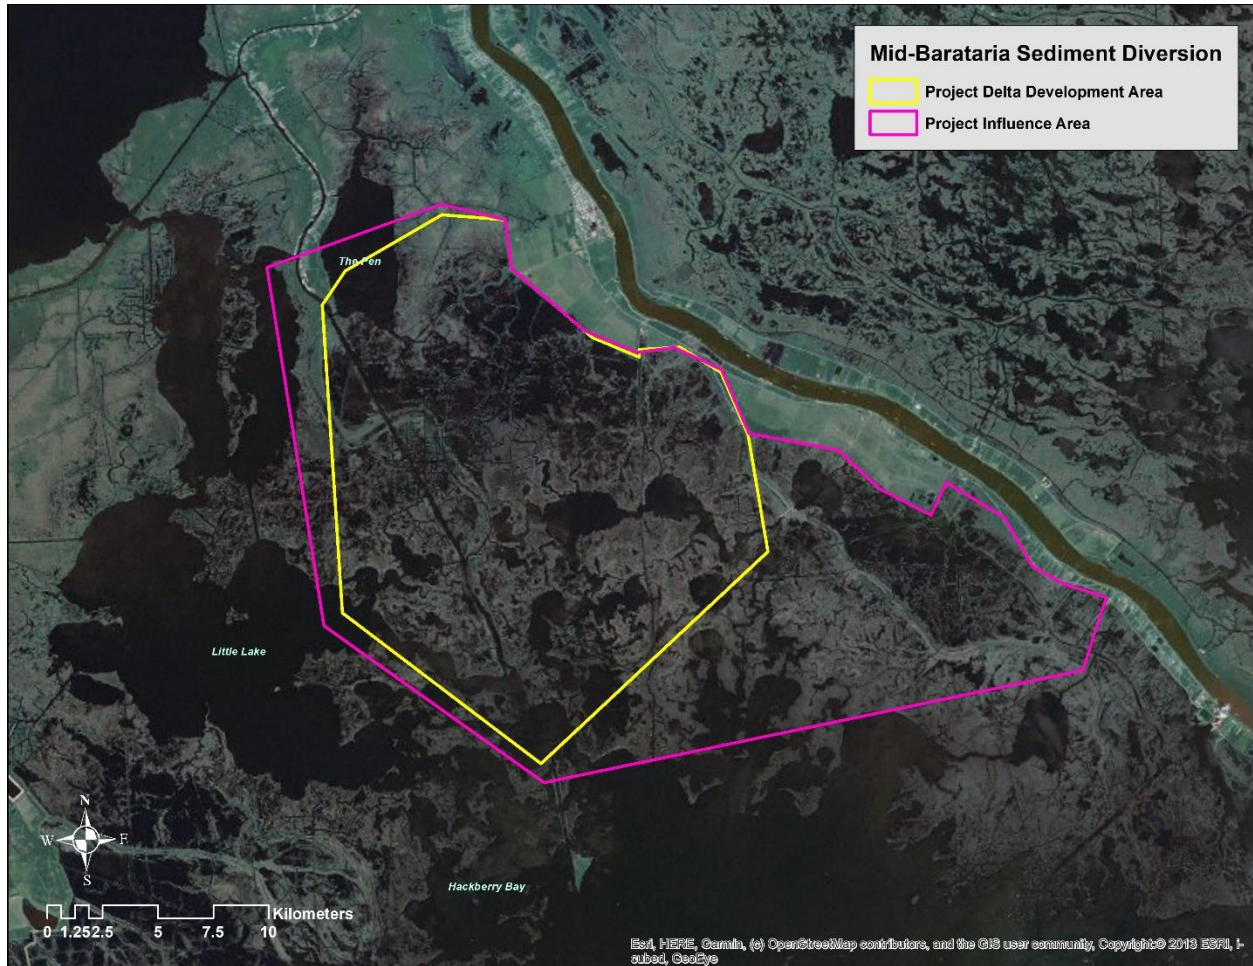 Mid-Barataria Sediment Diversion
Project Delta Development Area
Project Influence Area
The Pen
Little Lake
N
W E
S
Hackberry Bay
Kilometers
0 1.252.5 5 7.5 10
Esri, HERE, Garmin, (c) OpenStreetMap contributors, and the GIS user community, Copyright:© 2013 ESRI, i-
cubed, GeoEye